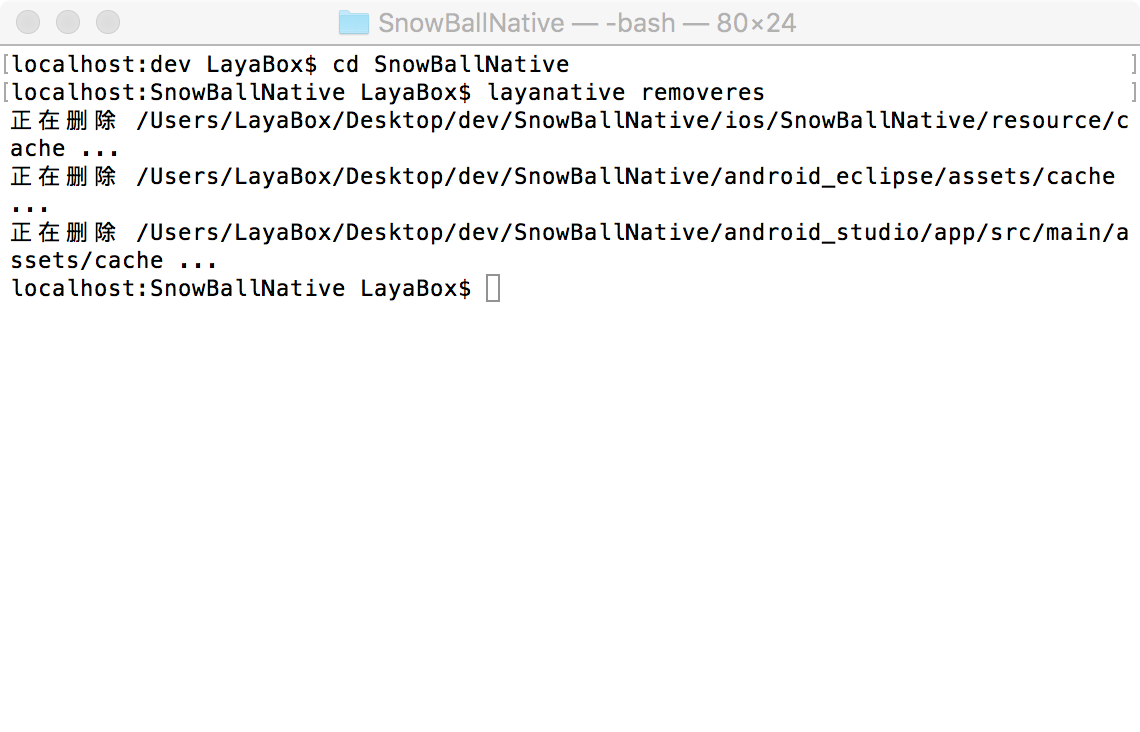 SnowBallNative — -bash — 80×24
[localhost:dev LayaBox$ cd SnowBallNative ]
[localhost:SnowBallNative LayaBox$ layanative removeres ]
正在删除 /Users/LayaBox/Desktop/dev/SnowBallNative/ios/SnowBallNative/resource/c
ache ...
正在删除 /Users/LayaBox/Desktop/dev/SnowBallNative/android_eclipse/assets/cache
...
正在删除 /Users/LayaBox/Desktop/dev/SnowBallNative/android_studio/app/src/main/a
ssets/cache ...
localhost:SnowBallNative LayaBox$